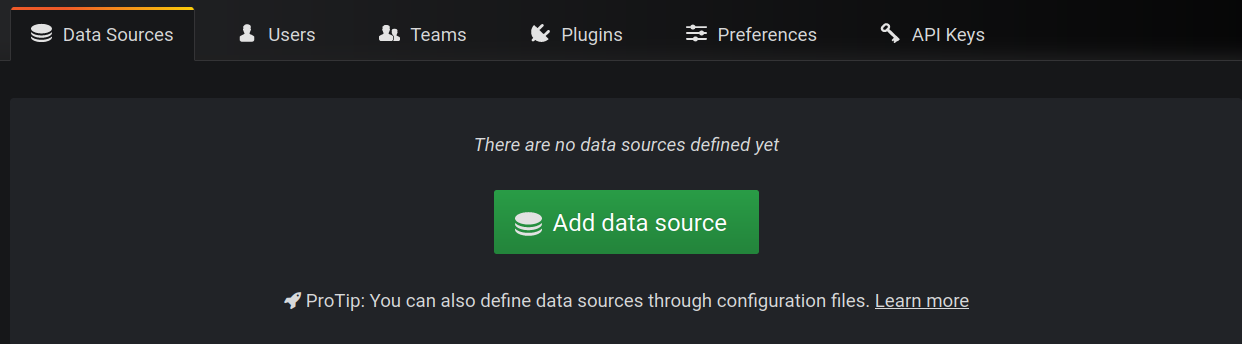 Data Sources Users Teams Plugins Preferences API Keys
There are no data sources defined yet
Add data source
ProTip: You can also define data sources through configuration files. Learn more